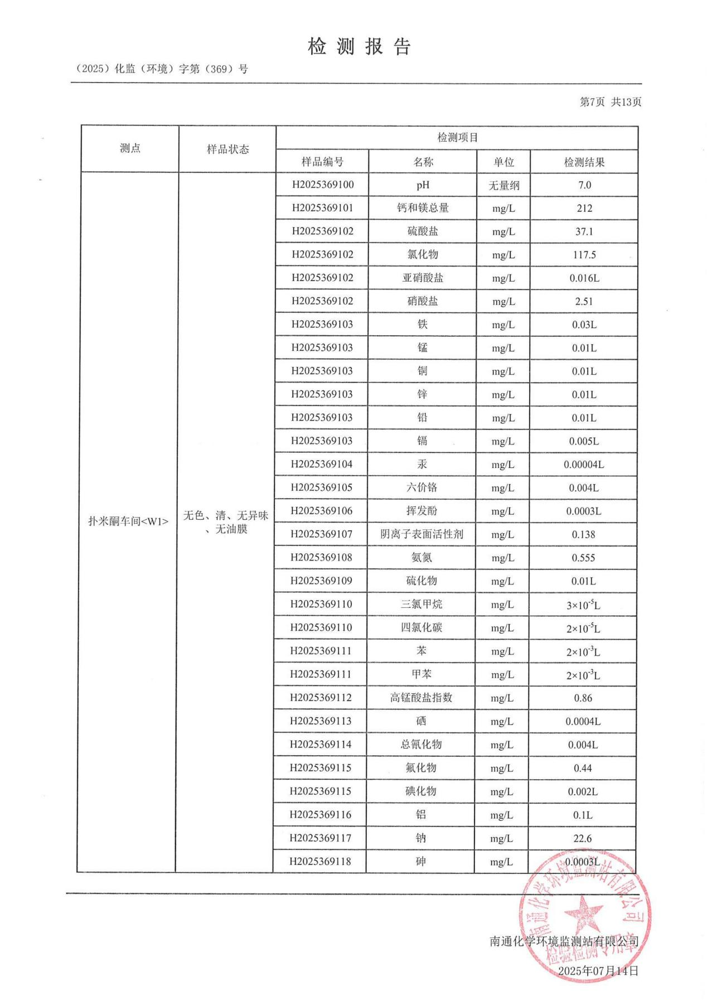 检测报告
（2025）化监（环境）字第（369）号
第7页 共13页
测点 样品状态 检测项目
样品编号 名称 单位 检测结果
H2025369100 pH 无量纲 7.0
H2025369101 钙和镁总量 mg/L 212
H2025369102 硫酸盐 mg/L 37.1
H2025369102 氯化物 mg/L 117.5
H2025369102 亚硝酸盐 mg/L 0.016L
H2025369102 硝酸盐 mg/L 2.51
H2025369103 铁 mg/L 0.03L
H2025369103 锰 mg/L 0.01L
H2025369103 铜 mg/L 0.01L
H2025369103 锌 mg/L 0.01L
H2025369103 铅 mg/L 0.01L
H2025369103 镉 mg/L 0.005L
H2025369104 汞 mg/L 0.00004L
H2025369105 六价铬 mg/L 0.004L
H2025369106 挥发酚 mg/L 0.0003L
扑米酮车间<W1>
无色、清、无异味
、无油膜
H2025369107 阴离子表面活性剂 mg/L 0.138
H2025369108 氨氮 mg/L 0.555
H2025369109 硫化物 mg/L 0.01L
H2025369110 三氯甲烷 mg/L 3×10⁻⁵L
H2025369110 四氯化碳 mg/L 2×10⁻⁵L
H2025369111 苯 mg/L 2×10⁻³L
H2025369111 甲苯 mg/L 2×10⁻³L
H2025369112 高锰酸盐指数 mg/L 0.86
H2025369113 硒 mg/L 0.0004L
H2025369114 总氰化物 mg/L 0.004L
H2025369115 氟化物 mg/L 0.44
H2025369115 碘化物 mg/L 0.002L
H2025369116 铝 mg/L 0.1L
H2025369117 钠 mg/L 22.6
H2025369118 砷 mg/L 0.0003L
南通化学环境监测站有限公司
南通化学环境监测站有限公司
检验检测专用章
2025年07月14日